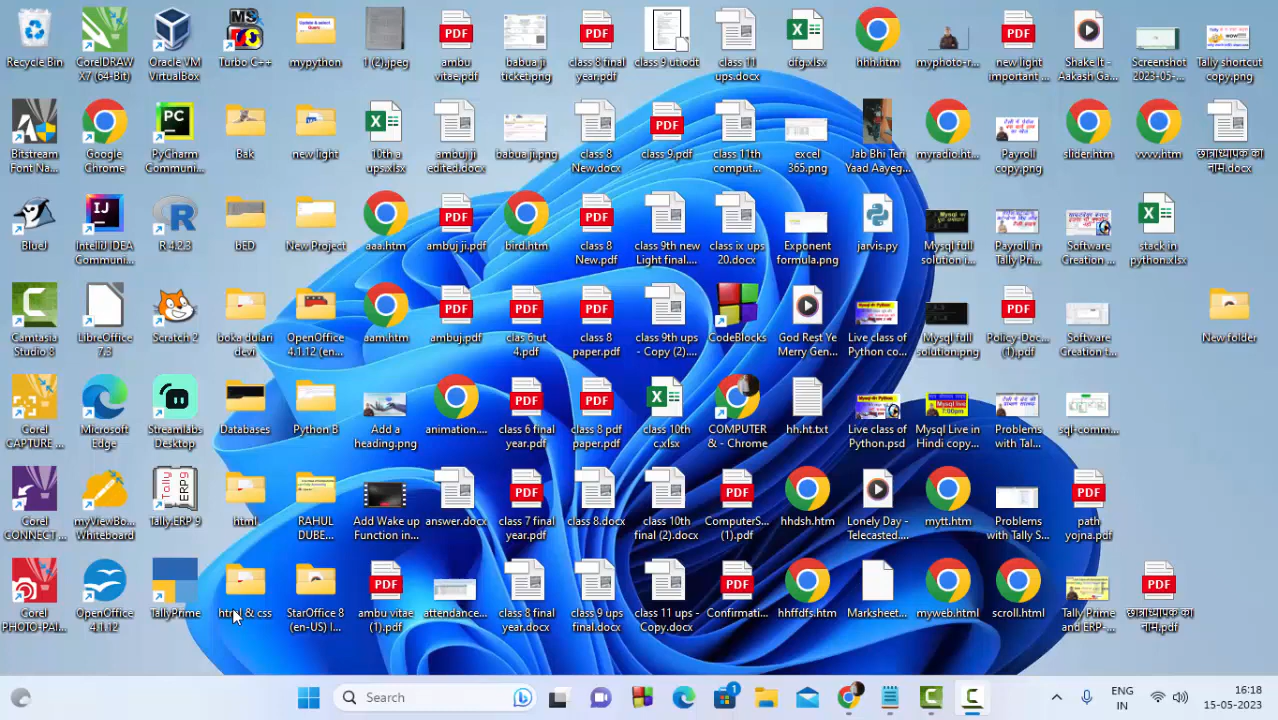 Recycle Bin
CorelDRAW X7 (64-Bit)
Oracle VM VirtualBox
Turbo C++
mypython
1 (2).jpeg
ambu vitae.pdf
babua ji ticket.png
class 8 final year.pdf
class 9 ut.odt
class 11 ups.docx
dfg.xlsx
hhh.htm
myphoto-r...
new light important ...
Shake It - Aakash Ga...
Screenshot 2023-05-...
Tally shortcut copy.png
Bitstream Font Na...
Google Chrome
PyCharm Communi...
Bak
new light
10th a ups.xlsx
ambuj ji edited.docx
babua ji.png
class 8 New.docx
class 9.pdf
class 11th comput...
excel 365.png
Jab Bhi Teri Yaad Aayeg...
myradio.ht...
Payroll copy.png
slider.htm
vvvv.htm
छात्राध्यापक का नाम.docx
BlueJ
IntelliJ IDEA Communi...
R 4.2.3
bED
New Project
aaa.htm
ambuj ji.pdf
bird.htm
class 8 New.pdf
class 9th new Light final....
class ix ups 20.docx
Exponent formula.png
jarvis.py
Mysql full solution i...
Payroll in Tally Pri...
Software Creation ...
stack in python.xlsx
Camtasia Studio 8
LibreOffice 7.3
Scratch 2
boka dulari devi
OpenOffice 4.1.12 (en...
aam.htm
ambuj.pdf
clas 6 ut 4.pdf
class 8 paper.pdf
class 9th ups - Copy (2)....
CodeBlocks
God Rest Ye Merry Gen...
Live class of Python co...
Mysql full solution.png
Policy-Doc... (1).pdf
Software Creation t...
New folder
Corel CAPTURE ...
Microsoft Edge
Streamlabs Desktop
Databases
Python B
Add a heading.png
animation....
class 6 final year.pdf
class 8 pdf paper.pdf
class 10th c.xlsx
COMPUTER & - Chrome
hh.ht.txt
Live class of Python.psd
Mysql Live in Hindi copy...
Problems with Tal...
sql-comm...
Corel CONNECT ...
myViewBo... Whiteboard
Tally.ERP 9
html
RAHUL DUBE...
Add Wake up Function in...
answer.docx
class 7 final year.pdf
class 8.docx
class 10th final (2).docx
ComputerS... (1).pdf
hhdsh.htm
Lonely Day - Telecasted....
mytt.htm
Problems with Tally S...
path yojna.pdf
Corel PHOTO-PAI...
OpenOffice 4.1.12
TallyPrime
html & css
StarOffice 8 (en-US) I...
ambu vitae (1).pdf
attendance...
class 8 final year.docx
class 9 ups final.docx
class 11 ups - Copy.docx
Confirmati...
hhffdfs.htm
Marksheet...
myweb.html
scroll.html
TallyPrime and ERP-...
छात्राध्यापक का नाम.pdf
Search
1
ENG
IN
16:18
15-05-2023